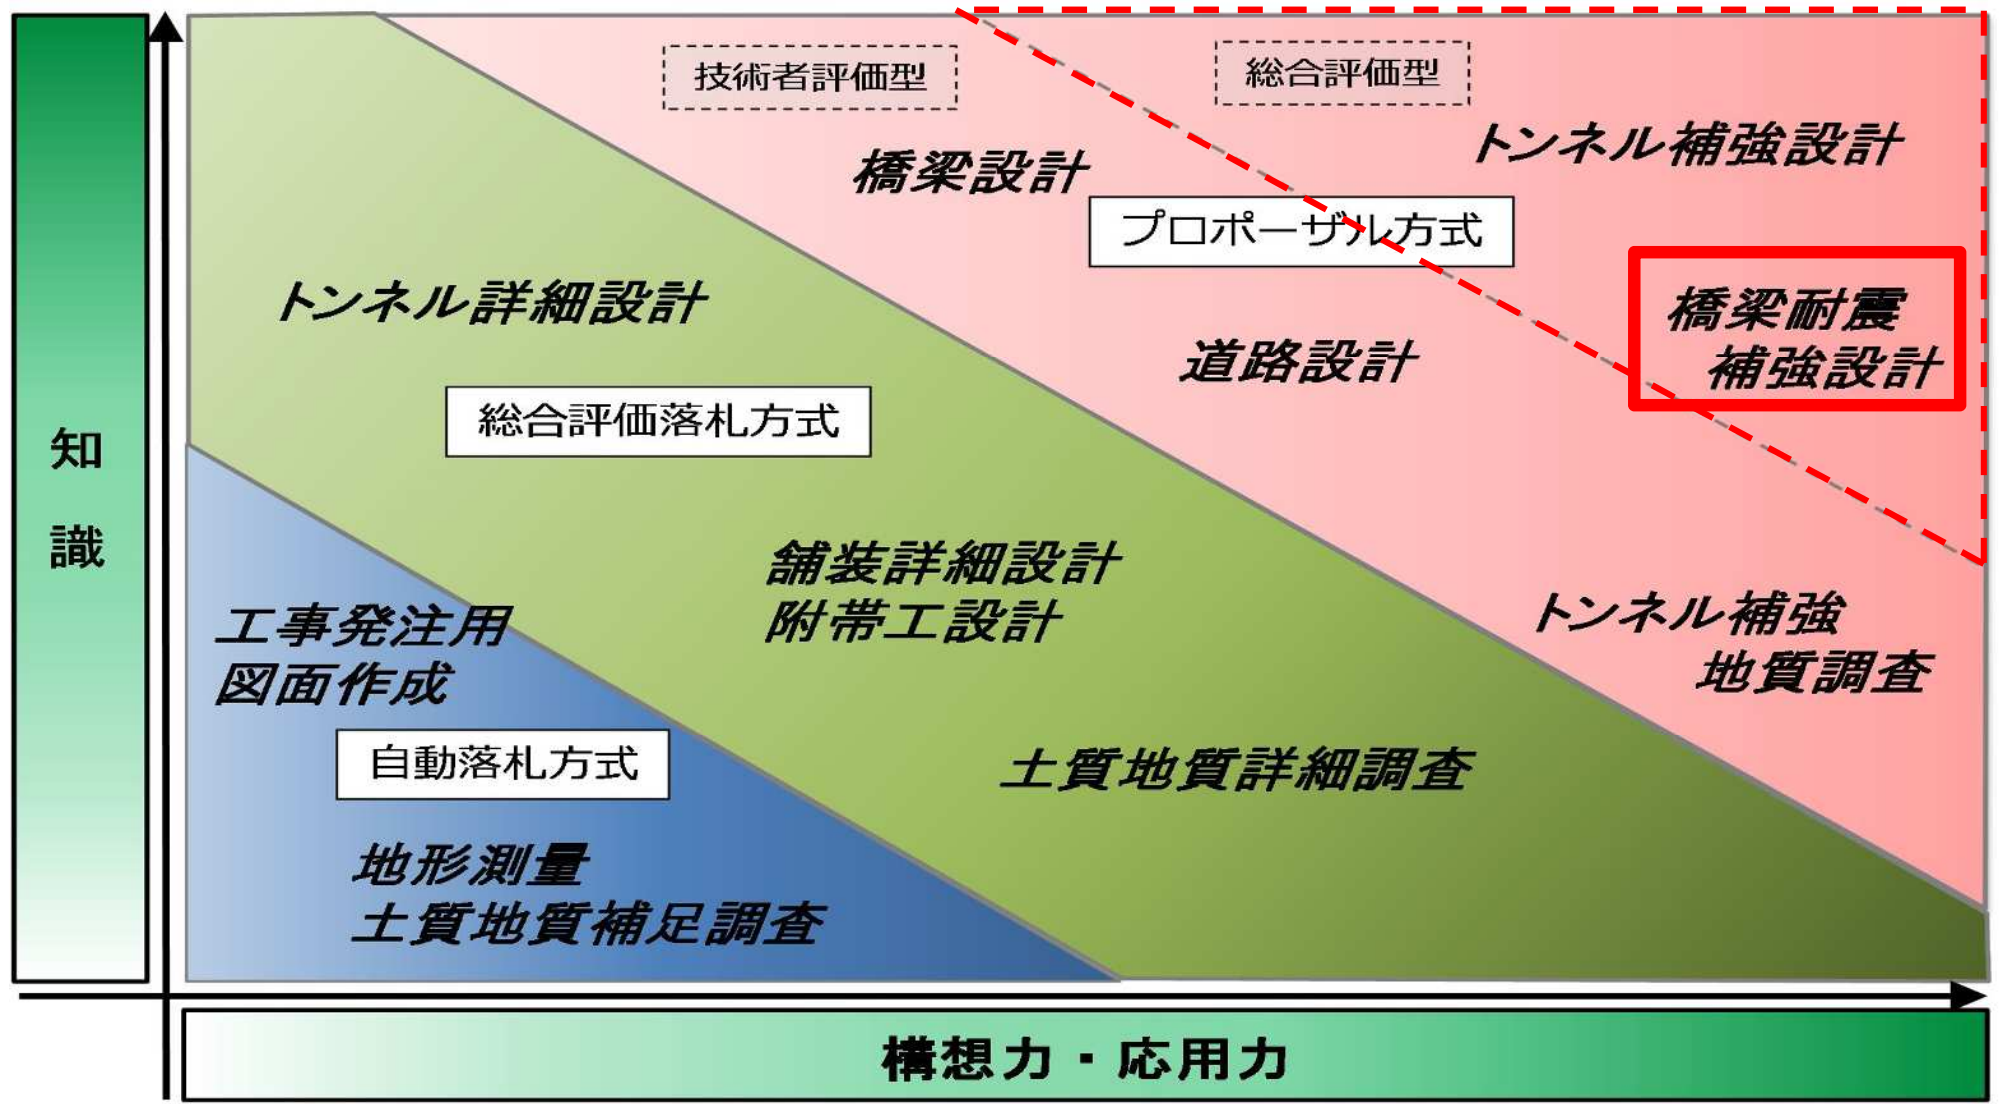 知
識
技術者評価型
総合評価型
トンネル補強設計
橋梁設計
プロポーザル方式
トンネル詳細設計
橋梁耐震
補強設計
道路設計
総合評価落札方式
舗装詳細設計
附帯工設計
工事発注用
図面作成
トンネル補強
地質調査
自動落札方式
土質地質詳細調査
地形測量
土質地質補足調査
構想力・応用力